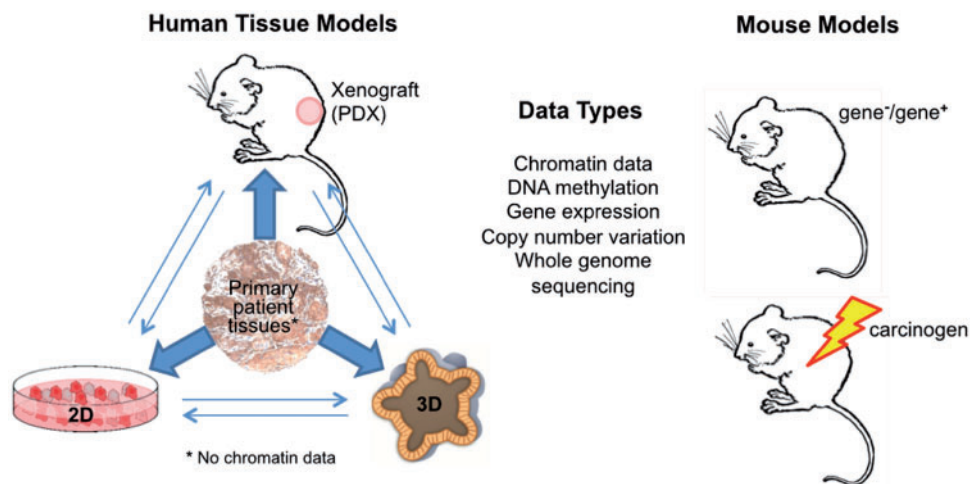 Human Tissue Models
Xenograft
(PDX)
Primary
patient
tissues*
2D
3D
* No chromatin data
Data Types
Chromatin data
DNA methylation
Gene expression
Copy number variation
Whole genome
sequencing
Mouse Models
gene⁻/gene⁺
carcinogen